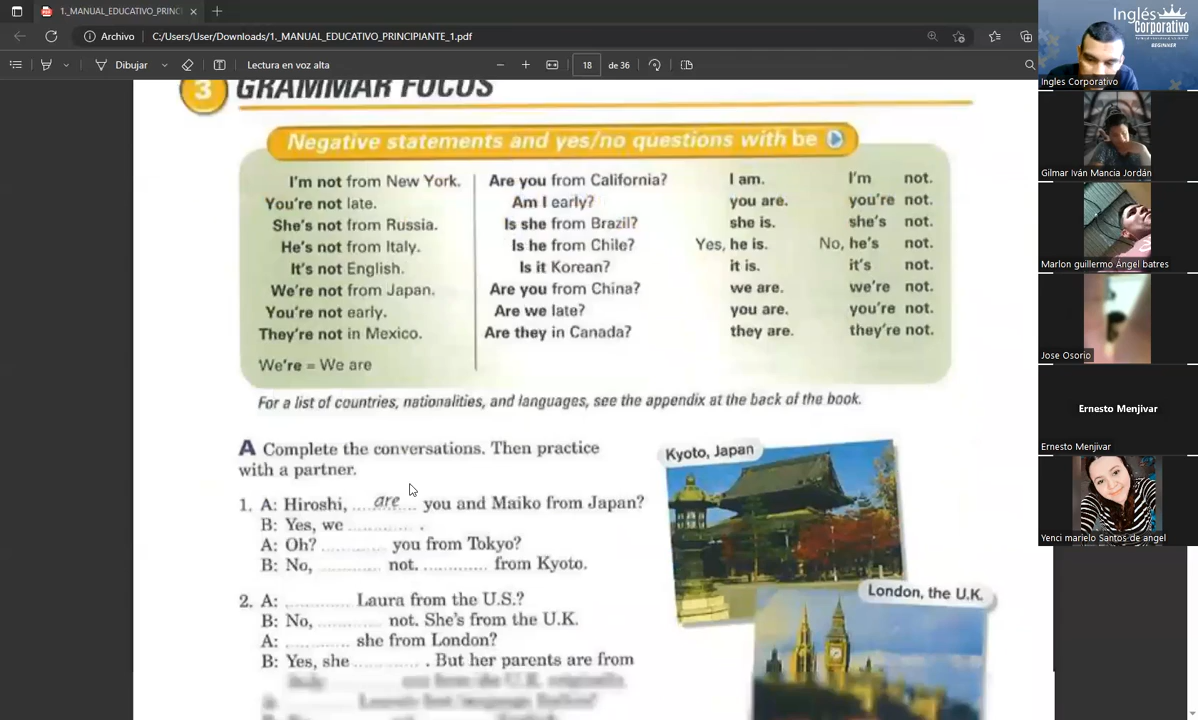 1._MANUAL_EDUCATIVO_PRINCI
Archivo
C:/Users/User/Downloads/1._MANUAL_EDUCATIVO_PRINCIPIANTE_1.pdf
Dibujar
Lectura en voz alta
18 de 36
3 GRAMMAR FOCUS
Negative statements and yes/no questions with be
I'm not from New York. Are you from California? I am. I'm not.
You're not late. Am I early? you are. you're not.
She's not from Russia. Is she from Brazil? she is. she's not.
He's not from Italy. Is he from Chile? Yes, he is. No, he's not.
It's not English. Is it Korean? it is. it's not.
We're not from Japan. Are you from China? we are. we're not.
You're not early. Are we late? you are. you're not.
They're not in Mexico. Are they in Canada? they are. they're not.
We're = We are
For a list of countries, nationalities, and languages, see the appendix at the back of the book.
A Complete the conversations. Then practice
with a partner.
1. A: Hiroshi, are you and Maiko from Japan?
B: Yes, we .......... .
A: Oh? .......... you from Tokyo?
B: No, .......... not. .......... from Kyoto.
2. A: .......... Laura from the U.S.?
B: No, .......... not. She's from the U.K.
A: .......... she from London?
B: Yes, she .......... . But her parents are from
Kyoto, Japan
London, the U.K.
Inglés
Corporativo
BEGINNER
Ingles Corporativo
Gilmar Iván Mancia Jordán
Marlon guillermo Ángel batres
Jose Osorio
Ernesto Menjivar
Ernesto Menjivar
Yenci marielo Santos de angel